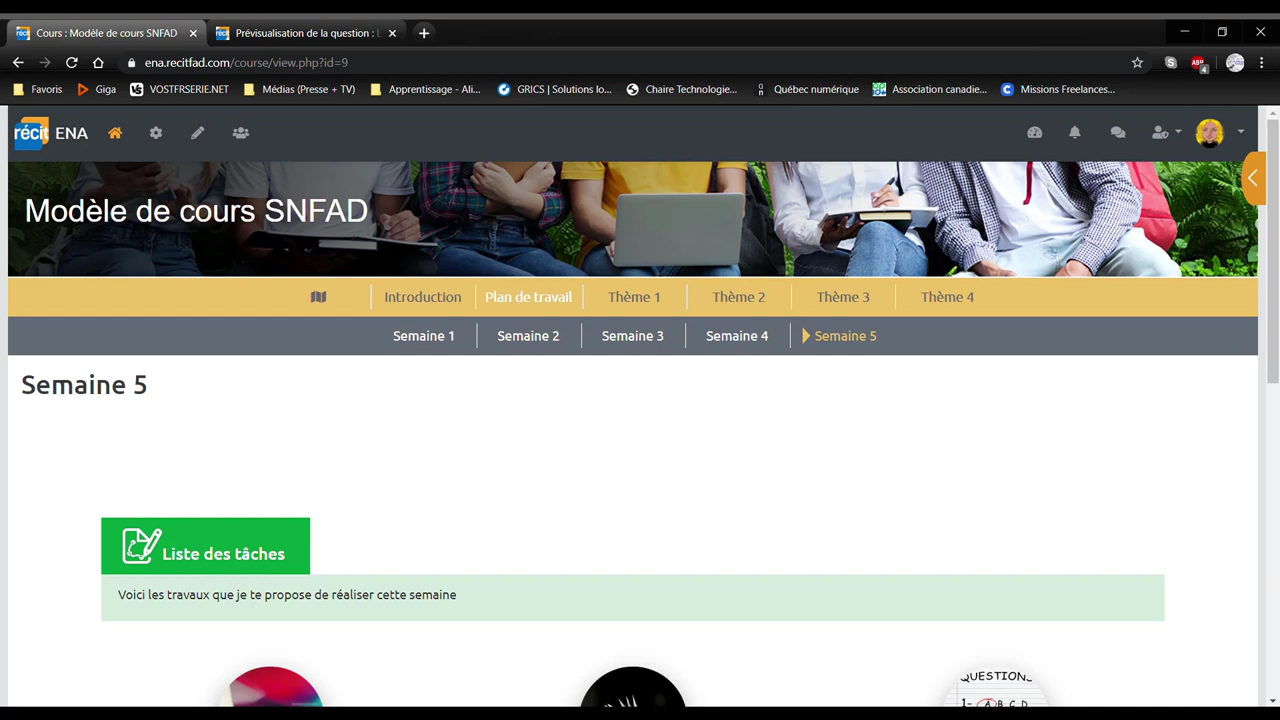 Cours : Modèle de cours SNFAD
Prévisualisation de la question :
ena.recitfad.com/course/view.php?id=9
ABP
4
Favoris
Giga
VOSTFRSERIE.NET
Médias (Presse + TV)
Apprentissage - Ali...
GRICS | Solutions lo...
Chaire Technologie...
Québec numérique
Association canadie...
Missions Freelances...
récit ENA
Modèle de cours SNFAD
Introduction
Plan de travail
Thème 1
Thème 2
Thème 3
Thème 4
Semaine 1
Semaine 2
Semaine 3
Semaine 4
Semaine 5
Semaine 5
Liste des tâches
Voici les travaux que je te propose de réaliser cette semaine
QUESTIONS
1- A B C D